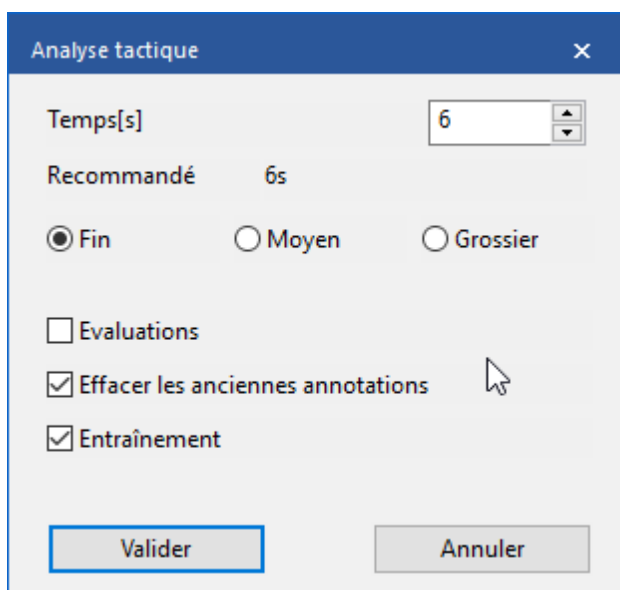 Analyse tactique
Temps[s] 6
Recommandé 6s
Fin Moyen Grossier
Evaluations
Effacer les anciennes annotations
Entraînement
Valider Annuler